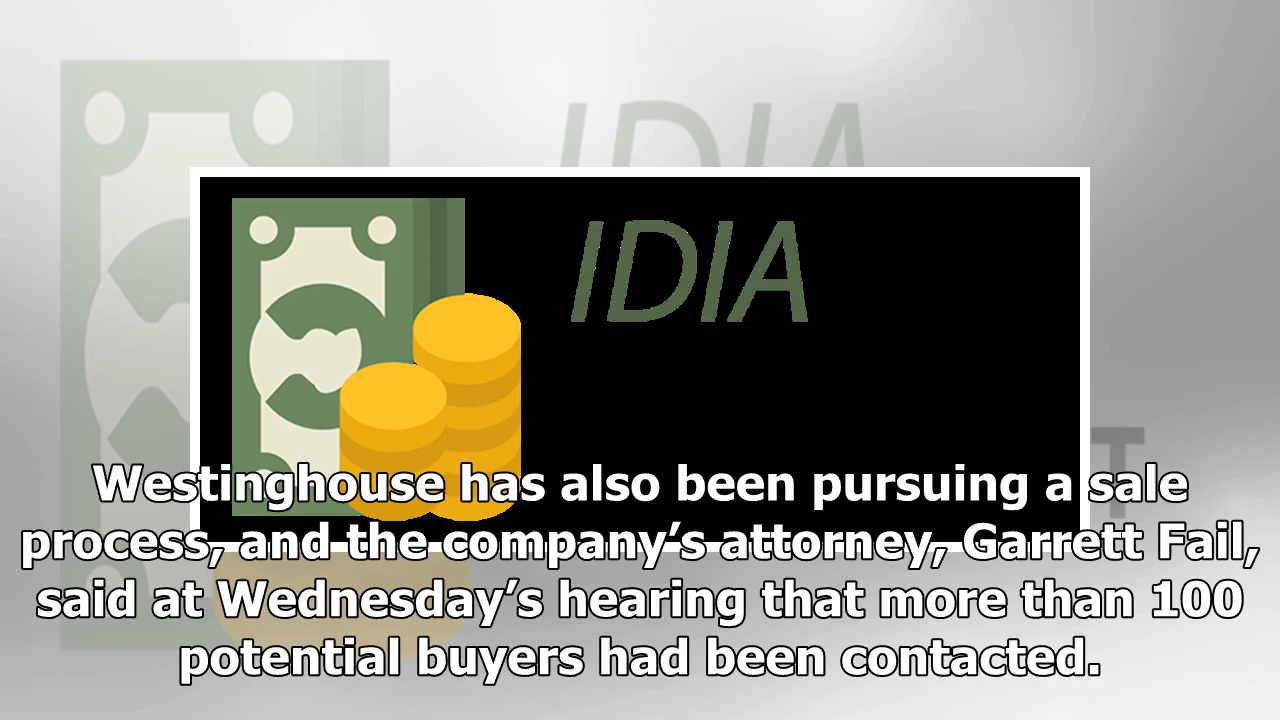 IDIA
IDIA
T
Westinghouse has also been pursuing a sale
process, and the company’s attorney, Garrett Fail,
said at Wednesday’s hearing that more than 100
potential buyers had been contacted.